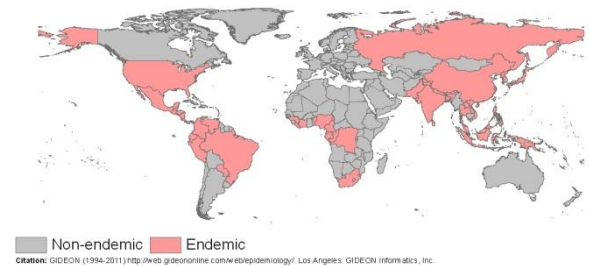 Non-endemic Endemic
Citation: GIDEON (1994-2011) http://web.gideononline.com/web/epidemiology/. Los Angeles: GIDEON Informatics, Inc.